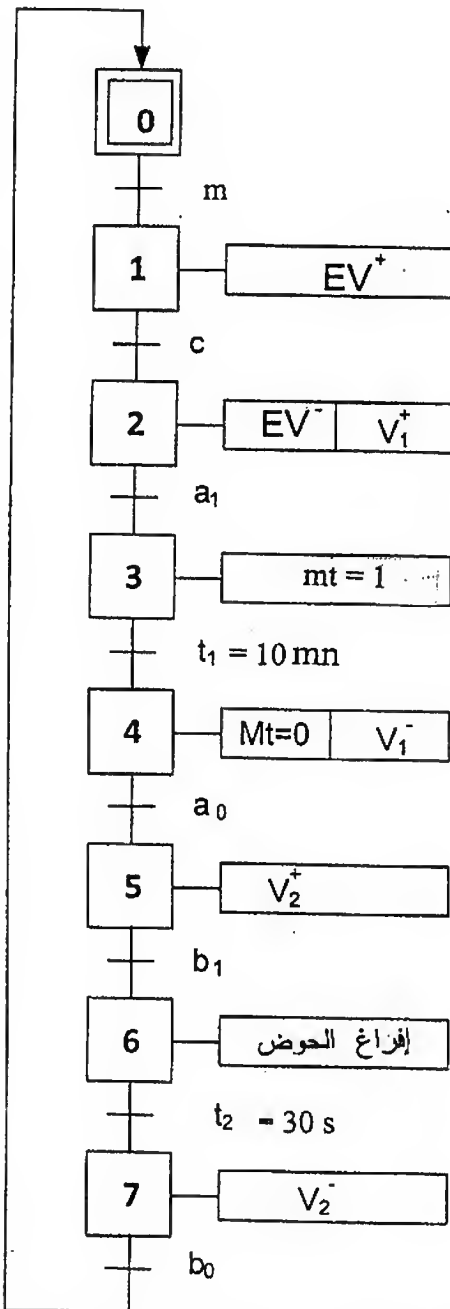 0
m
1 EV⁺
c
2 EV⁻ V₁⁺
a₁
3 mt = 1
t₁ = 10 mn
4 Mt=0 V₁⁻
a₀
5 V₂⁺
b₁
6 إفراغ الحوض
t₂ = 30 s
7 V₂⁻
b₀